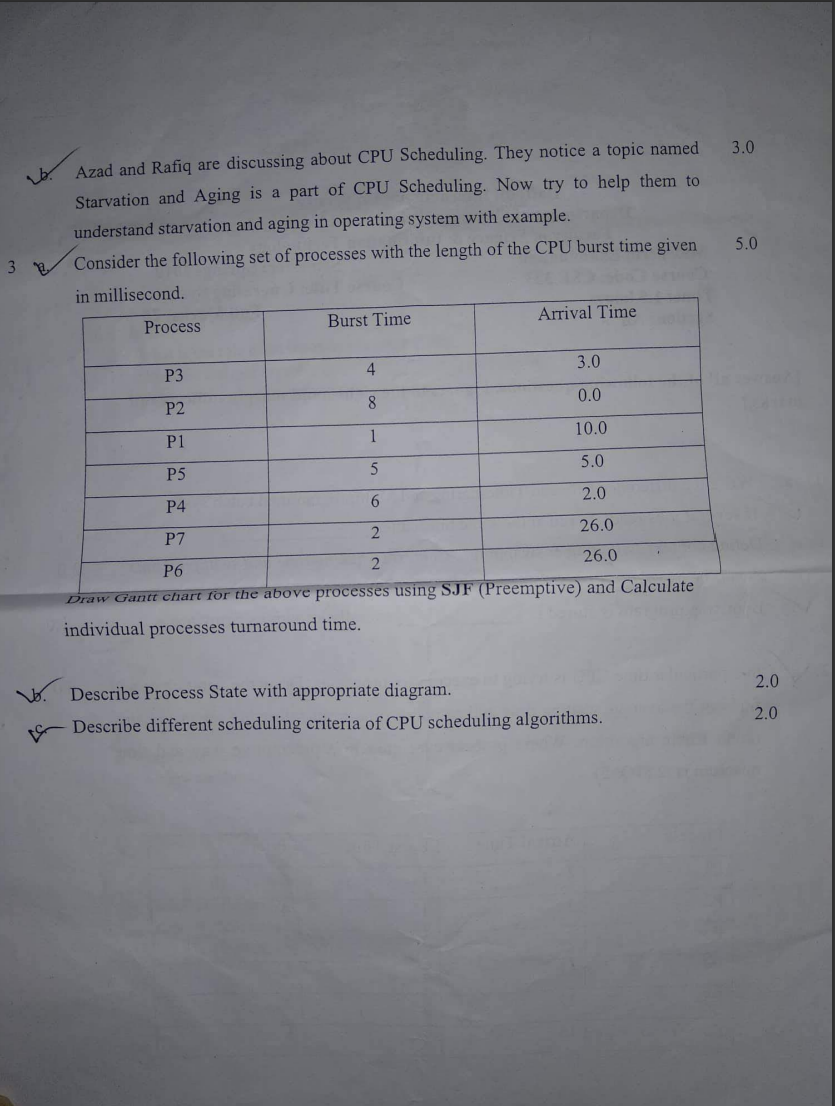 b. Azad and Rafiq are discussing about CPU Scheduling. They notice a topic named 3.0
Starvation and Aging is a part of CPU Scheduling. Now try to help them to
understand starvation and aging in operating system with example.
3 a. Consider the following set of processes with the length of the CPU burst time given 5.0
in millisecond.
Process Burst Time Arrival Time
P3 4 3.0
P2 8 0.0
P1 1 10.0
P5 5 5.0
P4 6 2.0
P7 2 26.0
P6 2 26.0
Draw Gantt chart for the above processes using SJF (Preemptive) and Calculate
individual processes turnaround time.
b. Describe Process State with appropriate diagram. 2.0
c. Describe different scheduling criteria of CPU scheduling algorithms. 2.0